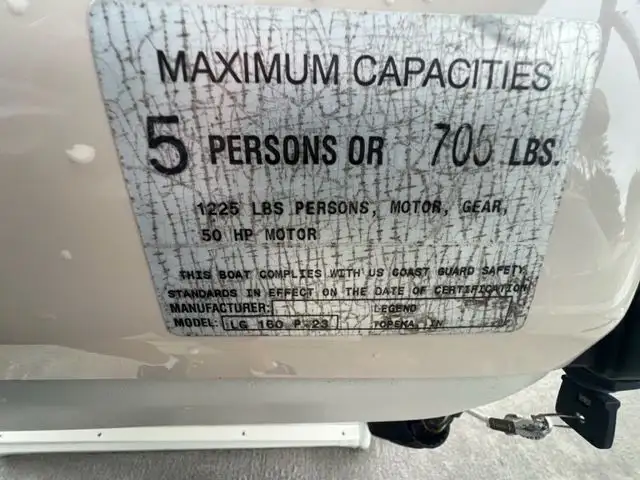 MAXIMUM CAPACITIES
5 PERSONS OR 705 LBS.
1225 LBS PERSONS, MOTOR, GEAR,
50 HP MOTOR
THIS BOAT COMPLIES WITH US COAST GUARD SAFETY
STANDARDS IN EFFECT ON THE DATE OF CERTIFICATION
MANUFACTURER: LEGEND
MODEL: LG 160 P 23 TOPEKA, IN